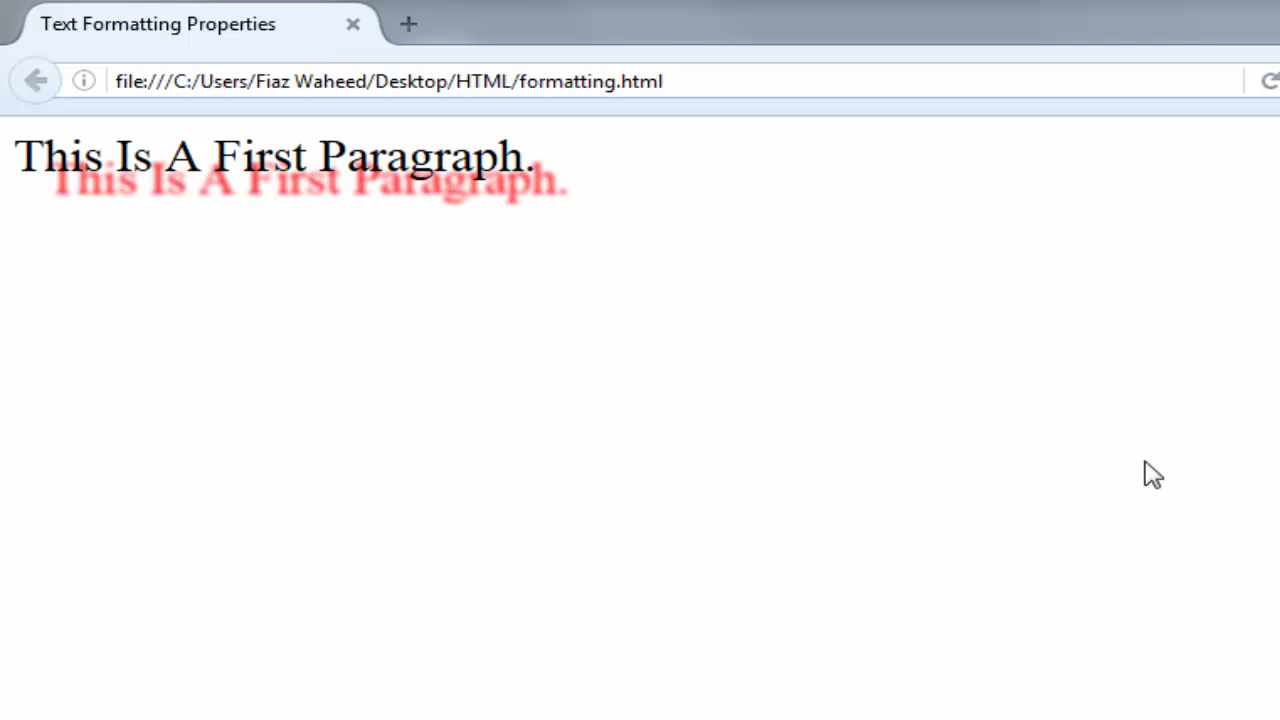 Text Formatting Properties
file:///C:/Users/Fiaz Waheed/Desktop/HTML/formatting.html
This Is A First Paragraph.
This Is A First Paragraph.